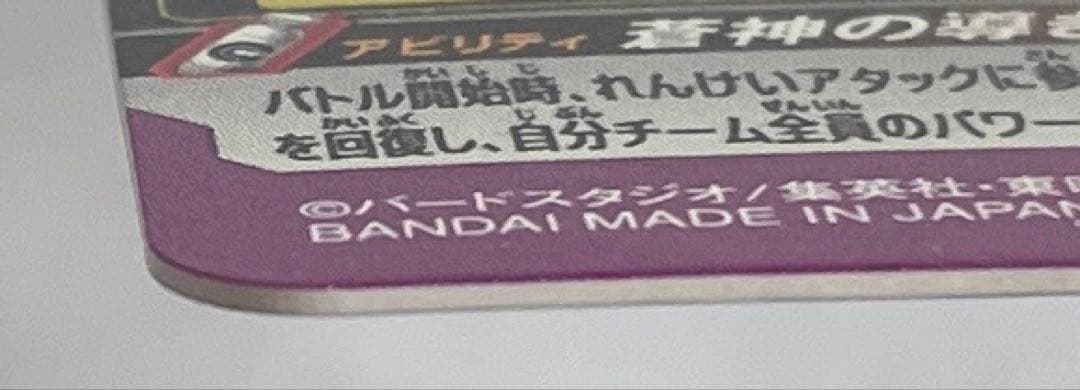 アビリティ 蒼神の導き
バトル開始時、れんけいアタックに参
を回復し、自分チーム全員のパワー
©バードスタジオ/集英社・東
BANDAI MADE IN JAPAN